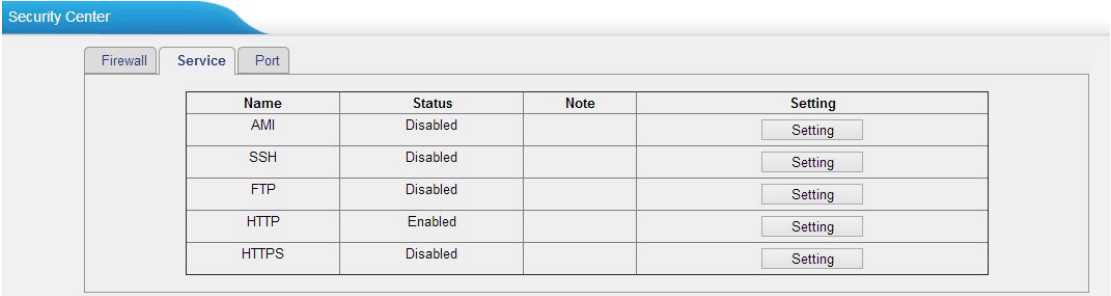 Security Center
Firewall Service Port
Name Status Note Setting
AMI Disabled Setting
SSH Disabled Setting
FTP Disabled Setting
HTTP Enabled Setting
HTTPS Disabled Setting